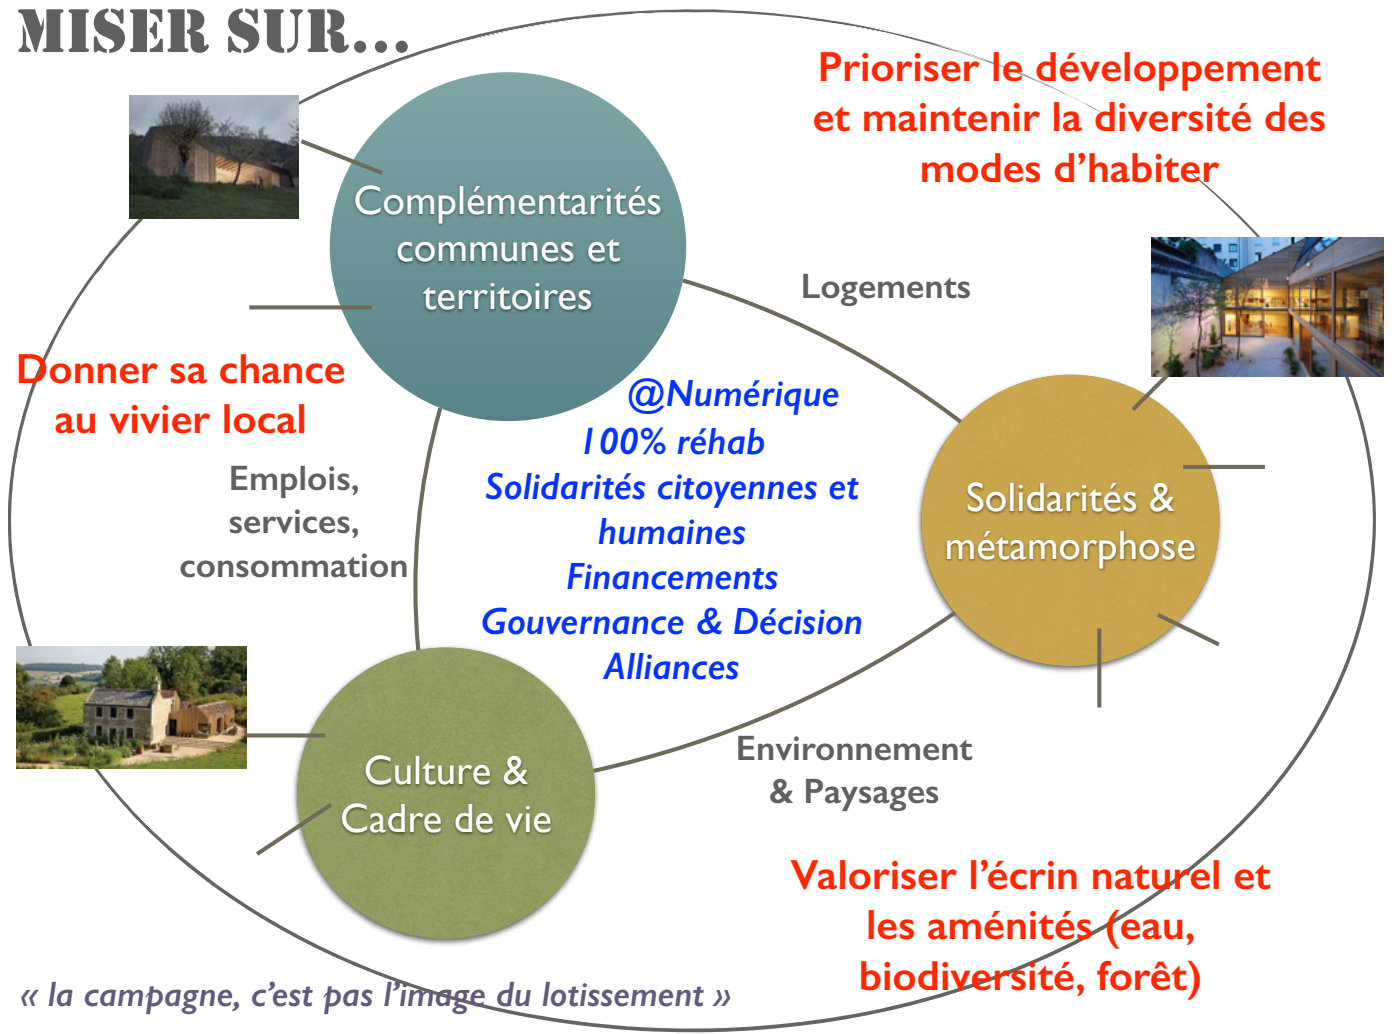 MISER SUR...
Prioriser le développement
et maintenir la diversité des
modes d'habiter
Complémentarités
communes et
territoires
Logements
Donner sa chance
au vivier local
Emplois,
services,
consommation
@Numérique
100% réhab
Solidarités citoyennes et
humaines
Financements
Gouvernance & Décision
Alliances
Solidarités &
métamorphose
Culture &
Cadre de vie
Environnement
& Paysages
Valoriser l'écrin naturel et
les aménités (eau,
biodiversité, forêt)
« la campagne, c'est pas l'image du lotissement »